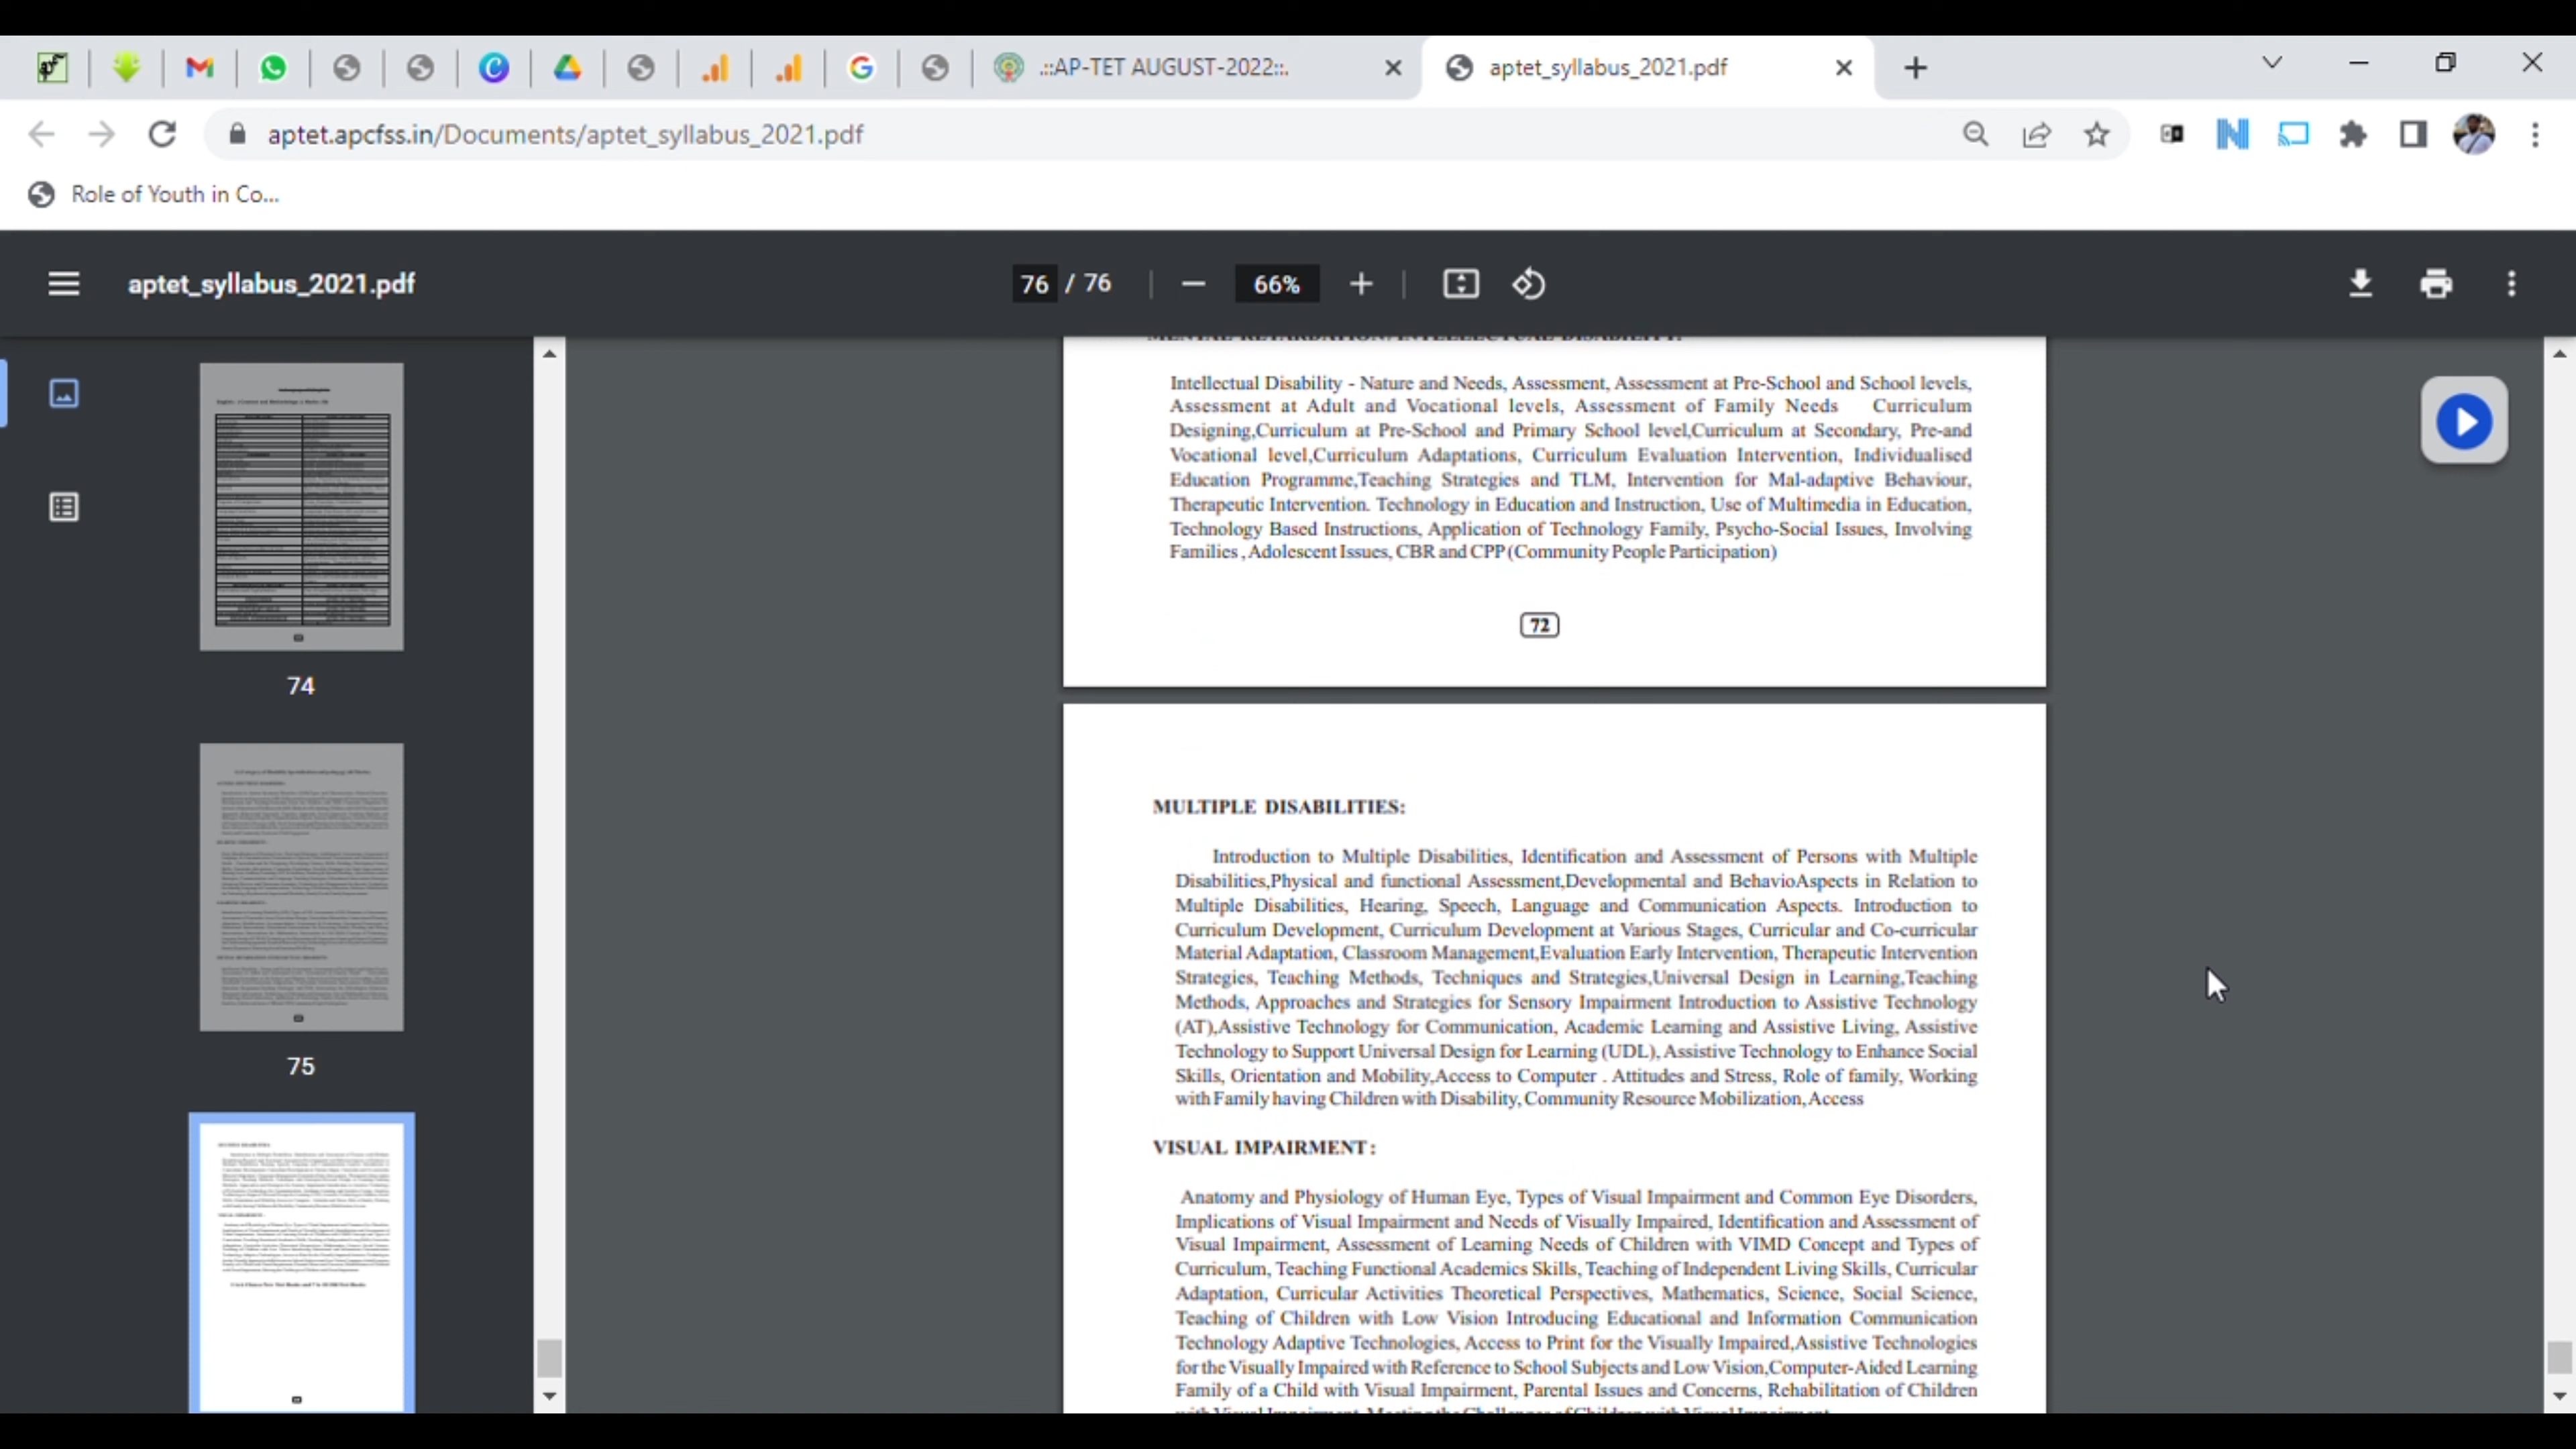 .::AP-TET AUGUST-2022::.
aptet_syllabus_2021.pdf
aptet.apcfss.in/Documents/aptet_syllabus_2021.pdf
Role of Youth in Co...
aptet_syllabus_2021.pdf
76 / 76
66%
74
75
MENTAL RETARDATION/INTELLECTUAL DISABILITY:
Intellectual Disability - Nature and Needs, Assessment, Assessment at Pre-School and School levels,
Assessment at Adult and Vocational levels, Assessment of Family Needs Curriculum
Designing,Curriculum at Pre-School and Primary School level,Curriculum at Secondary, Pre-and
Vocational level,Curriculum Adaptations, Curriculum Evaluation Intervention, Individualised
Education Programme,Teaching Strategies and TLM, Intervention for Mal-adaptive Behaviour,
Therapeutic Intervention. Technology in Education and Instruction, Use of Multimedia in Education,
Technology Based Instructions, Application of Technology Family, Psycho-Social Issues, Involving
Families , Adolescent Issues, CBR and CPP (Community People Participation)
72
MULTIPLE DISABILITIES:
Introduction to Multiple Disabilities, Identification and Assessment of Persons with Multiple
Disabilities,Physical and functional Assessment,Developmental and BehavioAspects in Relation to
Multiple Disabilities, Hearing, Speech, Language and Communication Aspects. Introduction to
Curriculum Development, Curriculum Development at Various Stages, Curricular and Co-curricular
Material Adaptation, Classroom Management,Evaluation Early Intervention, Therapeutic Intervention
Strategies, Teaching Methods, Techniques and Strategies,Universal Design in Learning,Teaching
Methods, Approaches and Strategies for Sensory Impairment Introduction to Assistive Technology
(AT),Assistive Technology for Communication, Academic Learning and Assistive Living, Assistive
Technology to Support Universal Design for Learning (UDL), Assistive Technology to Enhance Social
Skills, Orientation and Mobility,Access to Computer . Attitudes and Stress, Role of family, Working
with Family having Children with Disability, Community Resource Mobilization, Access
VISUAL IMPAIRMENT:
Anatomy and Physiology of Human Eye, Types of Visual Impairment and Common Eye Disorders,
Implications of Visual Impairment and Needs of Visually Impaired, Identification and Assessment of
Visual Impairment, Assessment of Learning Needs of Children with VIMD Concept and Types of
Curriculum, Teaching Functional Academics Skills, Teaching of Independent Living Skills, Curricular
Adaptation, Curricular Activities Theoretical Perspectives, Mathematics, Science, Social Science,
Teaching of Children with Low Vision Introducing Educational and Information Communication
Technology Adaptive Technologies, Access to Print for the Visually Impaired,Assistive Technologies
for the Visually Impaired with Reference to School Subjects and Low Vision,Computer-Aided Learning
Family of a Child with Visual Impairment, Parental Issues and Concerns, Rehabilitation of Children
with Visual Impairment, Meeting the Challenges of Children with Visual Impairment